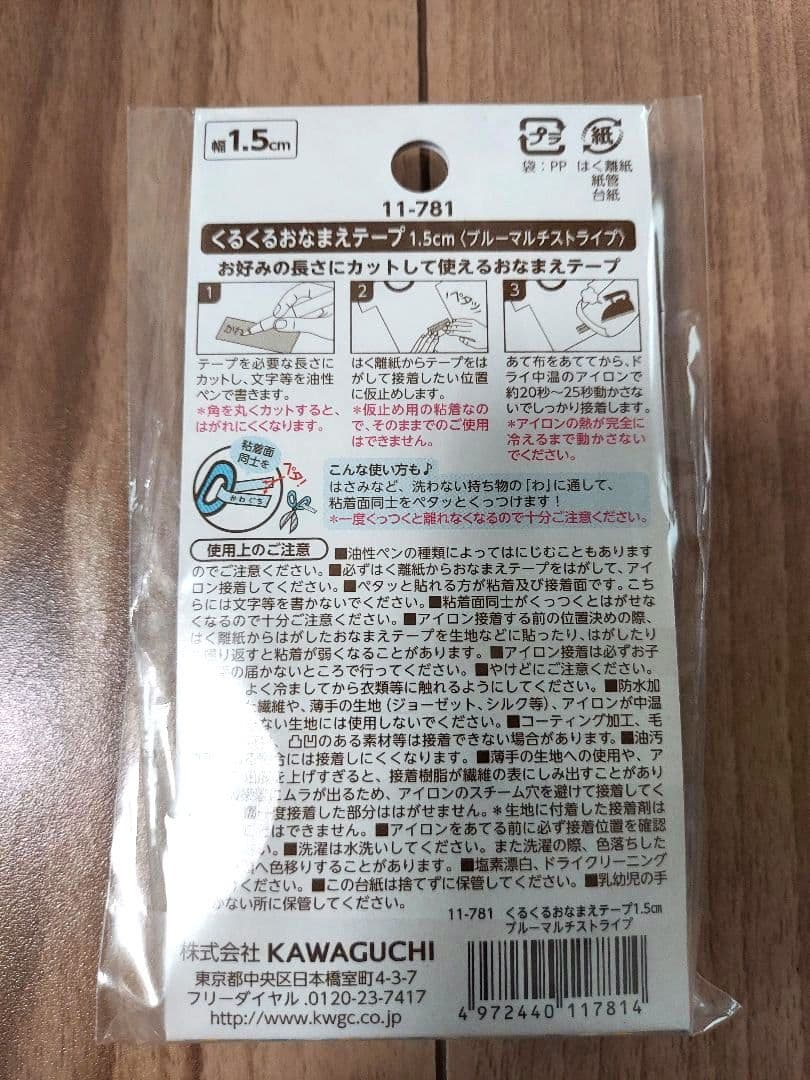 幅1.5cm
プラ 紙
袋：PP はく離紙
紙管
台紙
11-781
くるくるおなまえテープ 1.5cm〈ブルーマルチストライプ〉
お好みの長さにカットして使えるおなまえテープ
1
テープを必要な長さに
カットし、文字等を油性
ペンで書きます。
＊角を丸くカットすると、
はがれにくくなります。
2
ペタッ
はく離紙からテープをは
がして接着したい位置
に仮止めします。
＊仮止め用の粘着なの
で、そのままでのご使用
はできません。
3
あて布をあててから、ド
ライ中温のアイロンで
約20秒〜25秒動かさな
いでしっかり接着します。
＊アイロンの熱が完全に
冷えるまで動かさない
でください。
粘着面
同士を
ペタ!
かわぐち
こんな使い方も♪
はさみなど、洗わない持ち物の「わ」に通して、
粘着面同士をペタッとくっつけます！
＊一度くっつくと離れなくなるので十分ご注意ください。
使用上のご注意 ■油性ペンの種類によってはにじむこともあります
のでご注意ください。■必ずはく離紙からおなまえテープをはがして、アイ
ロン接着してください。■ペタッと貼れる方が粘着及び接着面です。こち
らには文字等を書かないでください。■粘着面同士がくっつくとはがせな
くなるので十分ご注意ください。■アイロン接着する前の位置決めの際、
はく離紙からはがしたおなまえテープを生地などに貼ったり、はがしたり
り返すと粘着が弱くなることがあります。■アイロン接着は必ずお子
の届かないところで行ってください。■やけどにご注意ください。
よく冷ましてから衣類等に触れるようにしてください。■防水加
た繊維や、薄手の生地（ジョーゼット、シルク等）、アイロンが中温
ない生地には使用しないでください。■コーティング加工、毛
凸凹のある素材等は接着できない場合があります。■油汚
合には接着しにくくなります。■薄手の生地への使用や、ア
を上げすぎると、接着樹脂が繊維の表にしみ出すことがあり
にムラが出るため、アイロンのスチーム穴を避けて接着してく
度接着した部分ははがせません。＊生地に付着した接着剤は
はできません。■アイロンをあてる前に必ず接着位置を確認
い。■洗濯は水洗いしてください。また洗濯の際、色落ちした
へ色移りすることがあります。■塩素漂白、ドライクリーニング
ください。■この台紙は捨てずに保管してください。■乳幼児の手
かない所に保管してください。
11-781 くるくるおなまえテープ1.5㎝
ブルーマルチストライプ
株式会社 KAWAGUCHI
東京都中央区日本橋室町4-3-7
フリーダイヤル.0120-23-7417
http://www.kwgc.co.jp
4 972440 117814